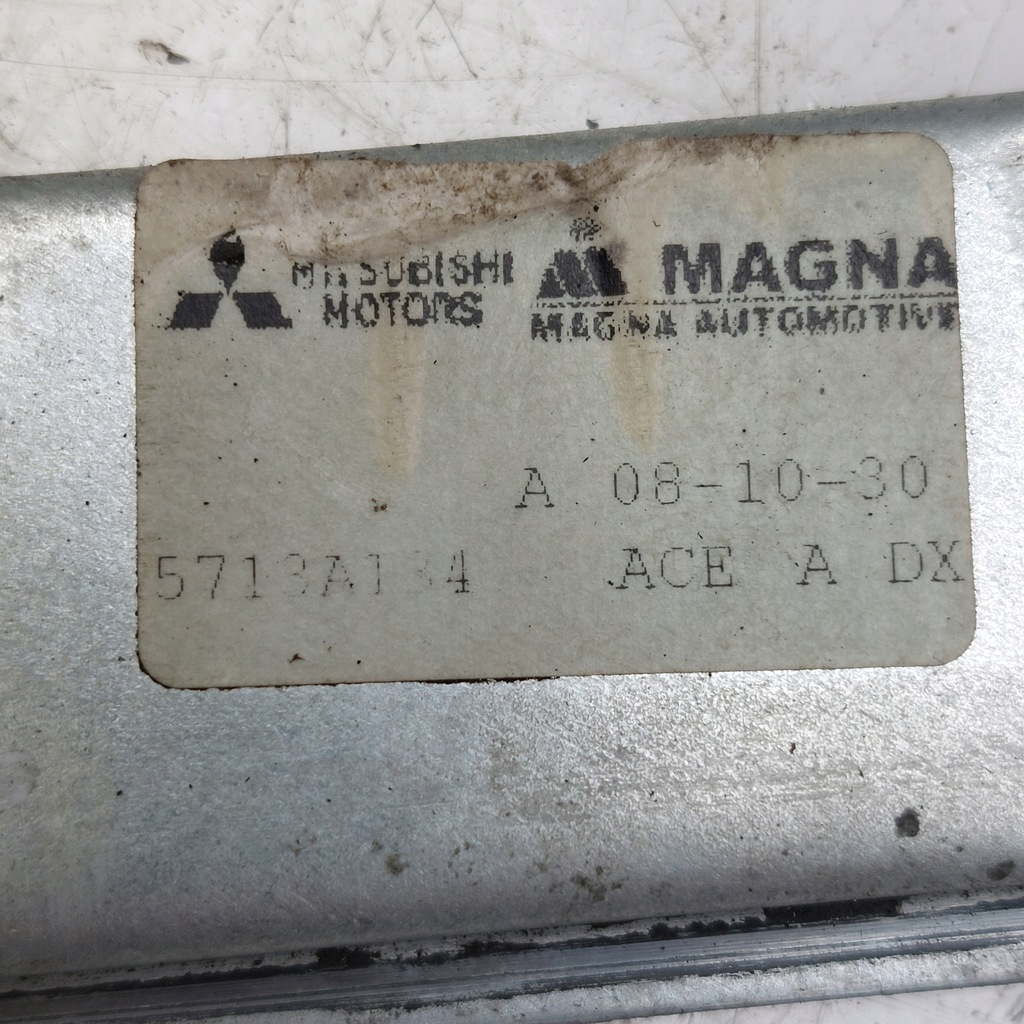 MITSUBISHI
MOTORS
MAGNA
MAGNA AUTOMOTIVE
A 08-10-30
ACE A DX